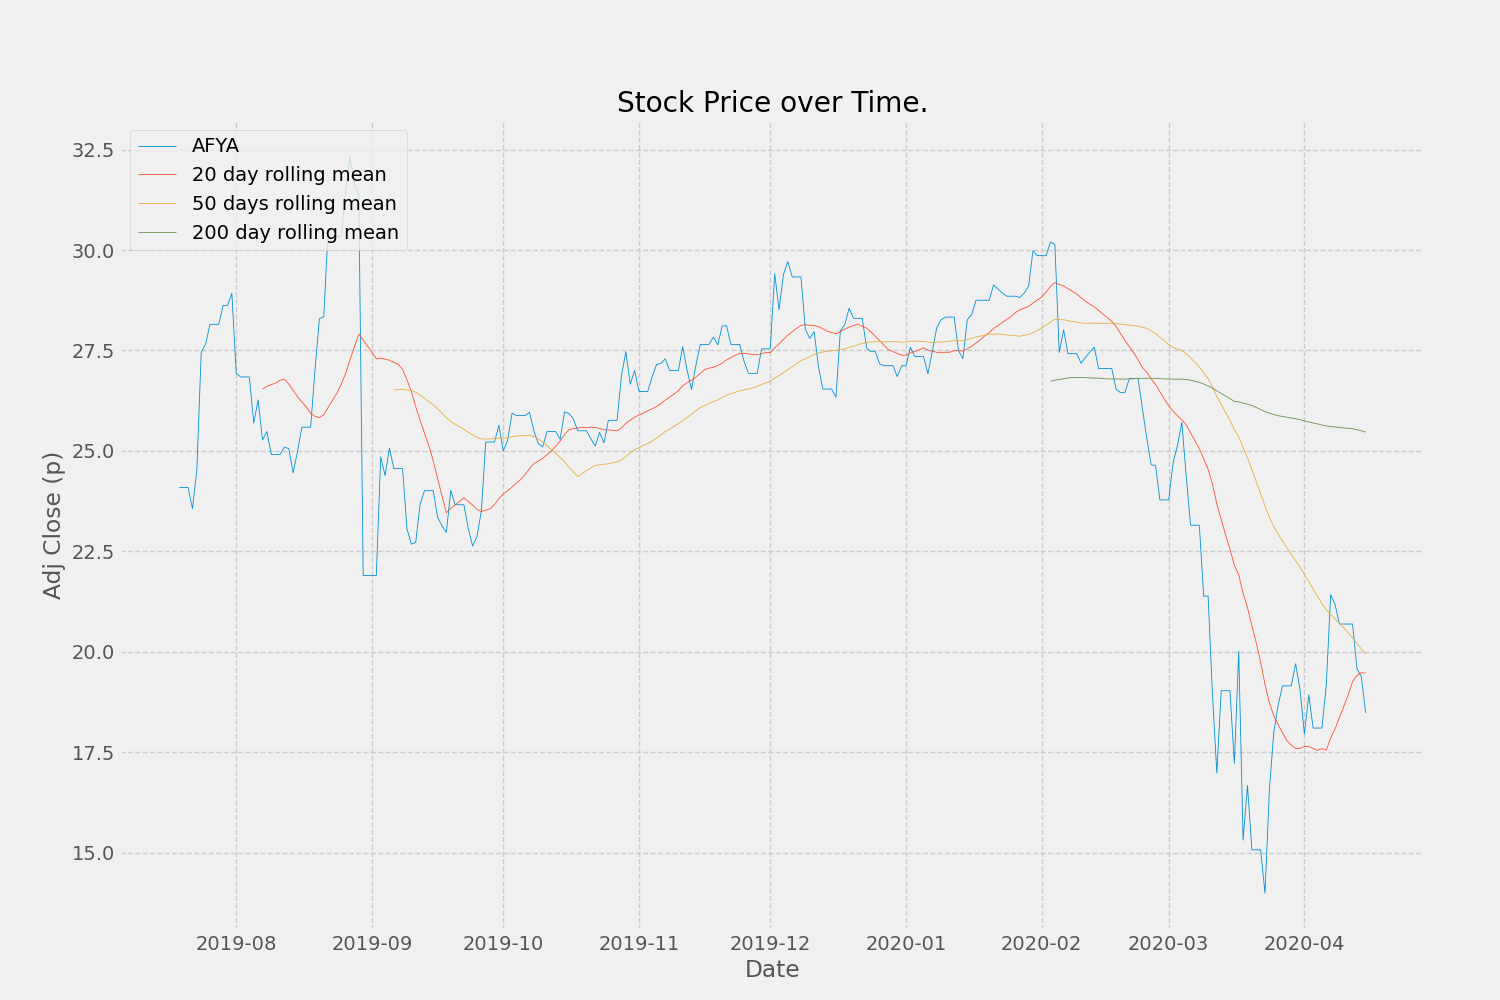 Stock Price over Time.
AFYA
20 day rolling mean
50 days rolling mean
200 day rolling mean
32.5
30.0
27.5
25.0
22.5
20.0
17.5
15.0
Adj Close (p)
2019-08 2019-09 2019-10 2019-11 2019-12 2020-01 2020-02 2020-03 2020-04
Date